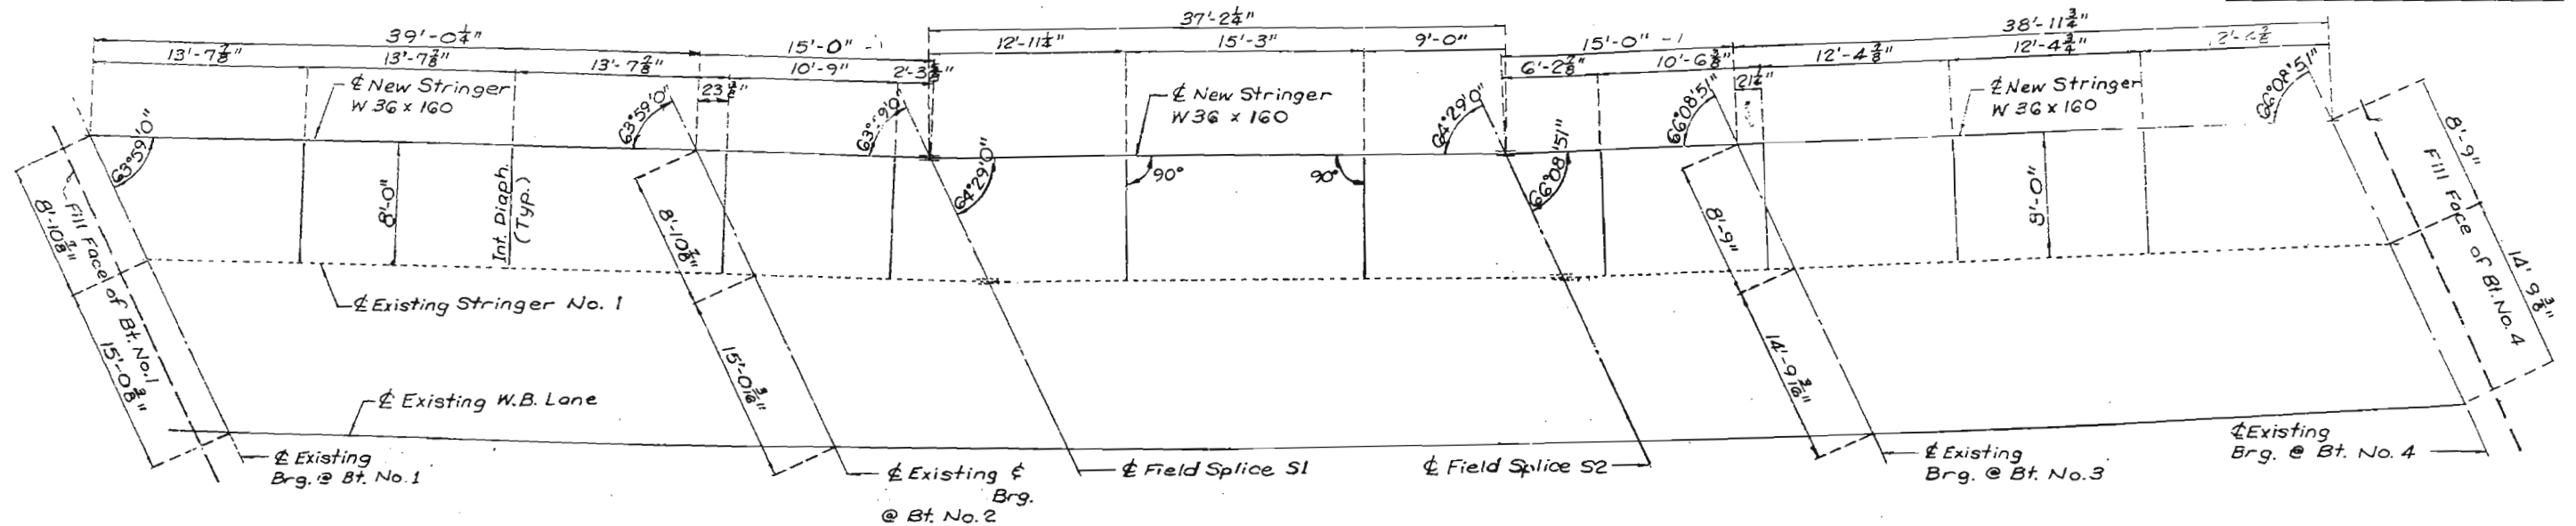 37'-2¼"
39'-0¼"
15'-0"
38'-11¾"
12'-11¼"
15'-3"
9'-0"
15'-0"
13'-7⅞"
13'-7⅞"
13'-7⅞"
10'-9"
6'-2⅞"
10'-6⅜"
12'-4⅞"
12'-4¾"
21¼"
℄ New Stringer
W 36 x 160
℄ New Stringer
W 36 x 160
℄ New Stringer
W 36 x 160
63°59'0"
63°59'0"
64°29'0"
64°29'0"
66°08'51"
66°08'51"
66°08'51"
90°
90°
8'-0"
8'-0"
Int. Diaph.
(Typ.)
8'-10⅞"
Fill Face of Bt. No.1
15'-0⅜"
8'-10⅞"
15'-0 3/16"
8'-9"
14'-9 3/16"
8'-9"
Fill Face of Bt. No. 4
14' 9⅜"
℄ Existing Stringer No. 1
℄ Existing W.B. Lane
℄ Existing
Brg. @ Bt. No. 1
℄ Existing ℄
Brg.
@ Bt. No. 2
℄ Field Splice S1
℄ Field Splice S2
℄ Existing
Brg. @ Bt. No. 3
℄ Existing
Brg. @ Bt. No. 4